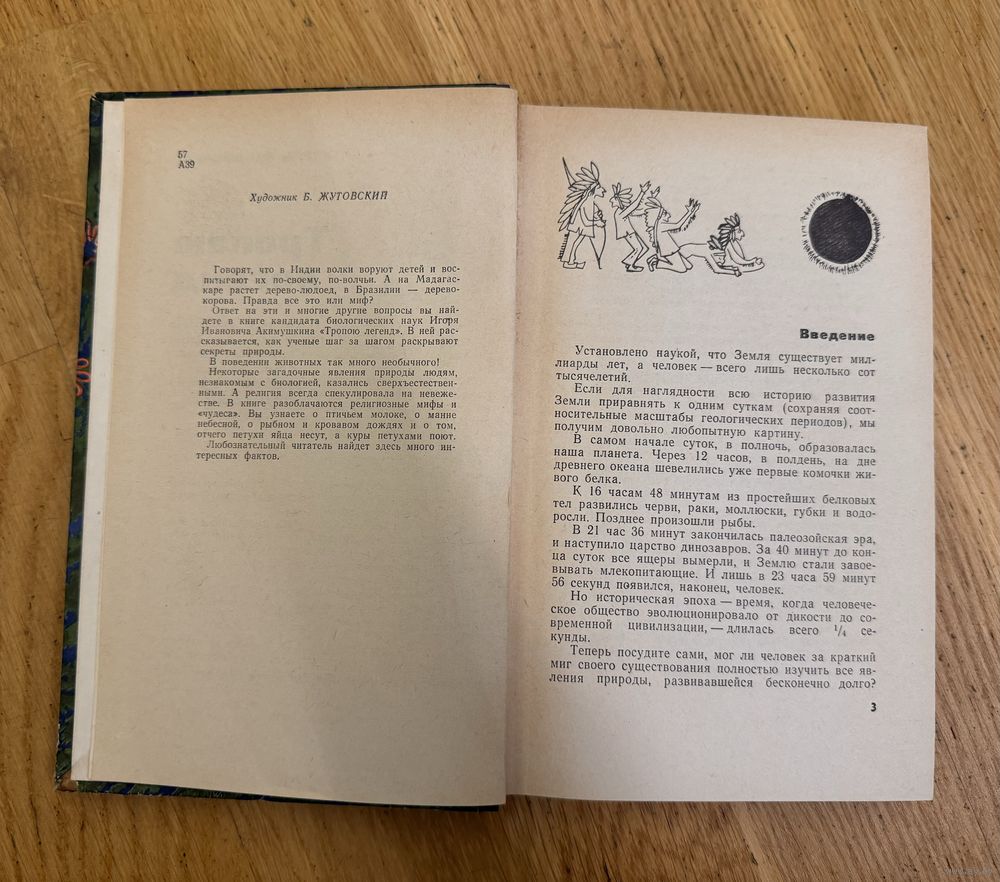 57
А39
Художник Б. ЖУТОВСКИЙ
Говорят, что в Индии волки воруют детей и вос-
питывают их по-своему, по-волчьи. А на Мадагас-
каре растет дерево-людоед, в Бразилии — дерево-
корова. Правда все это или миф?
Ответ на эти и многие другие вопросы вы най-
дете в книге кандидата биологических наук Игоря
Ивановича Акимушкина «Тропою легенд». В ней рас-
сказывается, как ученые шаг за шагом раскрывают
секреты природы.
В поведении животных так много необычного!
Некоторые загадочные явления природы людям,
незнакомым с биологией, казались сверхъестествен-
ными. А религия всегда спекулировала на невеже-
стве. В книге разоблачаются религиозные мифы и
«чудеса». Вы узнаете о птичьем молоке, о манне
небесной, о рыбном и кровавом дождях и о том,
отчего петухи яйца несут, а куры петухами поют.
Любознательный читатель найдет здесь много ин-
тересных фактов.
Введение
Установлено наукой, что Земля существует мил-
лиарды лет, а человек — всего лишь несколько сот
тысячелетий.
Если для наглядности всю историю развития
Земли приравнять к одним суткам (сохраняя соот-
носительные масштабы геологических периодов), мы
получим довольно любопытную картину.
В самом начале суток, в полночь, образовалась
наша планета. Через 12 часов, в полдень, на дне
древнего океана шевелились уже первые комочки жи-
вого белка.
К 16 часам 48 минутам из простейших белковых
тел развились черви, раки, моллюски, губки и водо-
росли. Позднее произошли рыбы.
В 21 час 36 минут закончилась палеозойская эра,
и наступило царство динозавров. За 40 минут до кон-
ца суток все ящеры вымерли, и Землю стали завое-
вывать млекопитающие. И лишь в 23 часа 59 минут
56 секунд появился, наконец, человек.
Но историческая эпоха — время, когда человече-
ское общество эволюционировало от дикости до со-
временной цивилизации, — длилась всего ¼ се-
кунды.
Теперь посудите сами, мог ли человек за краткий
миг своего существования полностью изучить все яв-
ления природы, развивавшейся бесконечно долго?
3